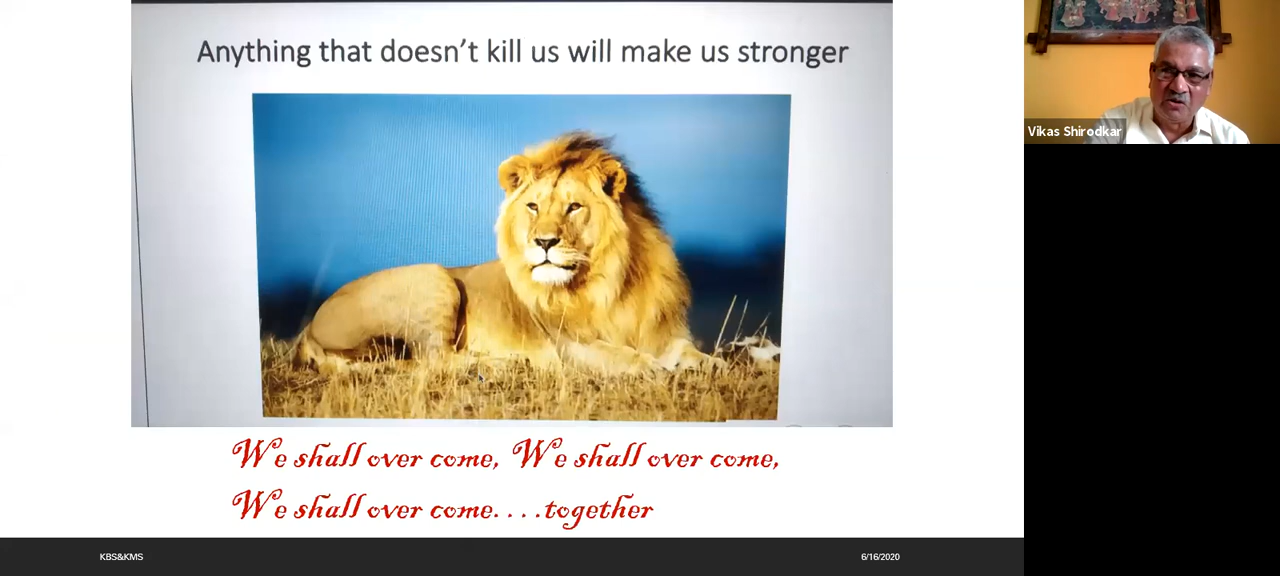 Anything that doesn't kill us will make us stronger
Vikas Shirodkar
We shall over come, We shall over come,
We shall over come....together
KBS&KMS
6/16/2020